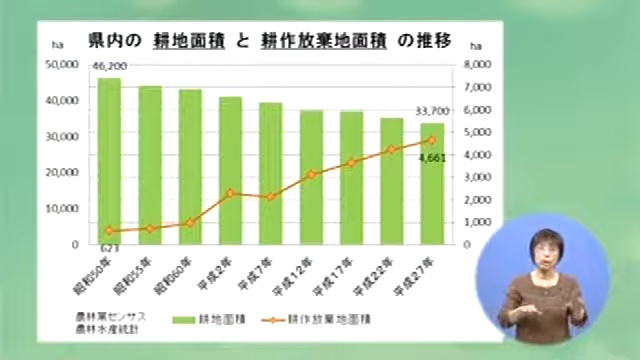 県内の 耕地面積 と 耕作放棄地面積 の推移
ha
ha
50,000
40,000
30,000
20,000
10,000
0
8,000
7,000
6,000
5,000
4,000
3,000
2,000
1,000
0
46,200
33,700
4,661
623
昭和50年
昭和55年
昭和60年
平成2年
平成7年
平成12年
平成17年
平成22年
平成27年
農林業センサス
農林水産統計
耕地面積
耕作放棄地面積